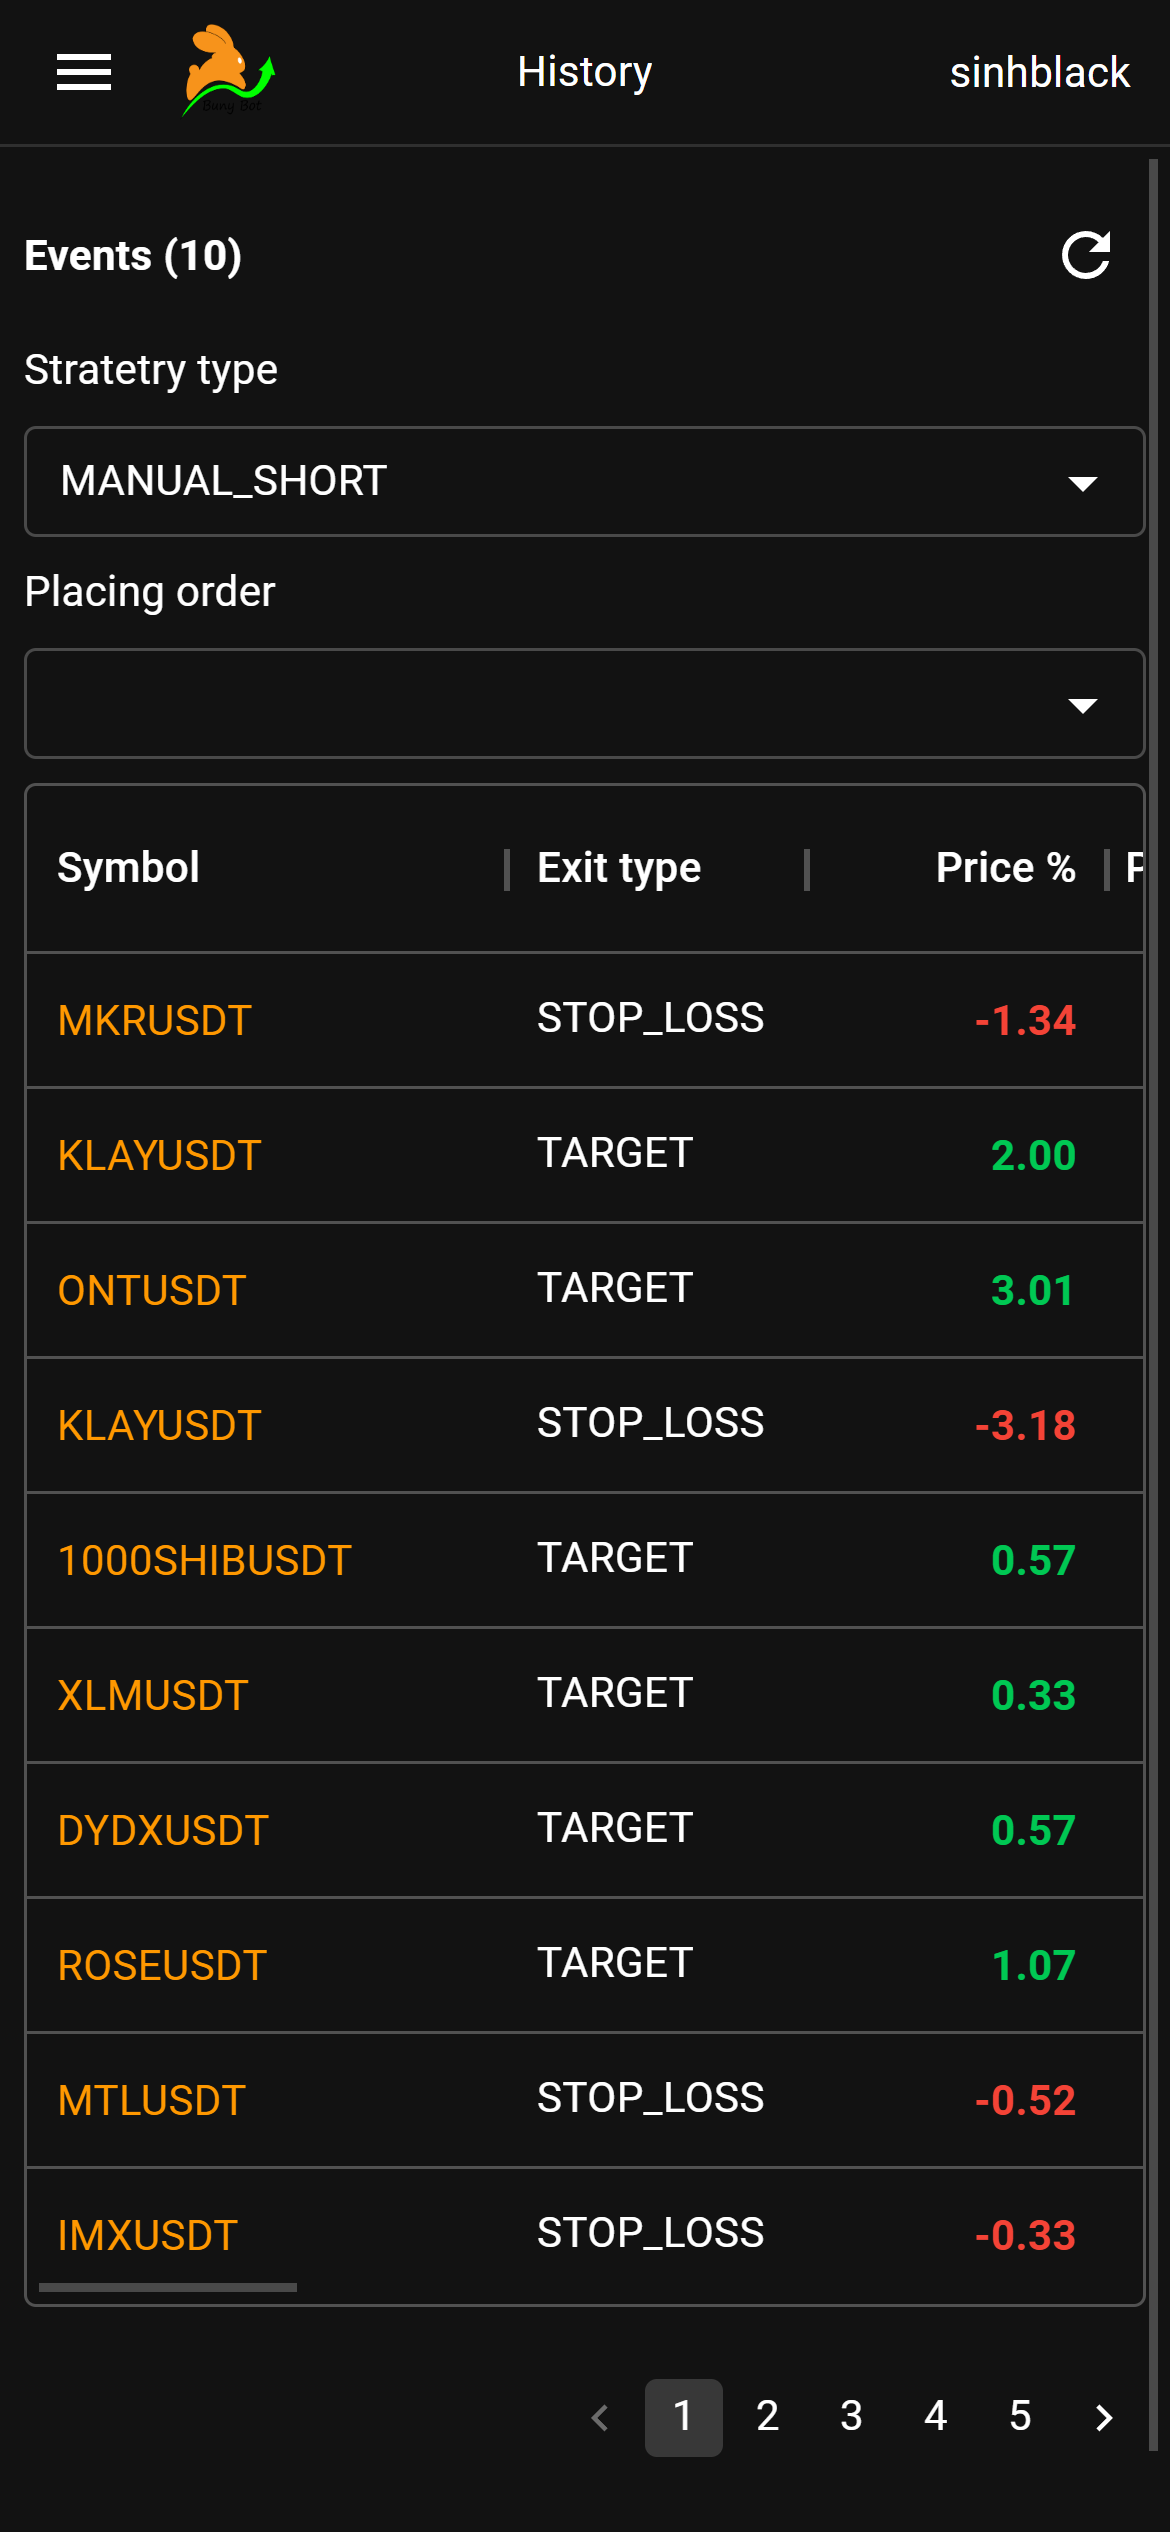 Buny Bot
History
sinhblack
Events (10)
Stratetry type
MANUAL_SHORT
Placing order
Symbol Exit type Price % P
MKRUSDT STOP_LOSS -1.34
KLAYUSDT TARGET 2.00
ONTUSDT TARGET 3.01
KLAYUSDT STOP_LOSS -3.18
1000SHIBUSDT TARGET 0.57
XLMUSDT TARGET 0.33
DYDXUSDT TARGET 0.57
ROSEUSDT TARGET 1.07
MTLUSDT STOP_LOSS -0.52
IMXUSDT STOP_LOSS -0.33
1 2 3 4 5